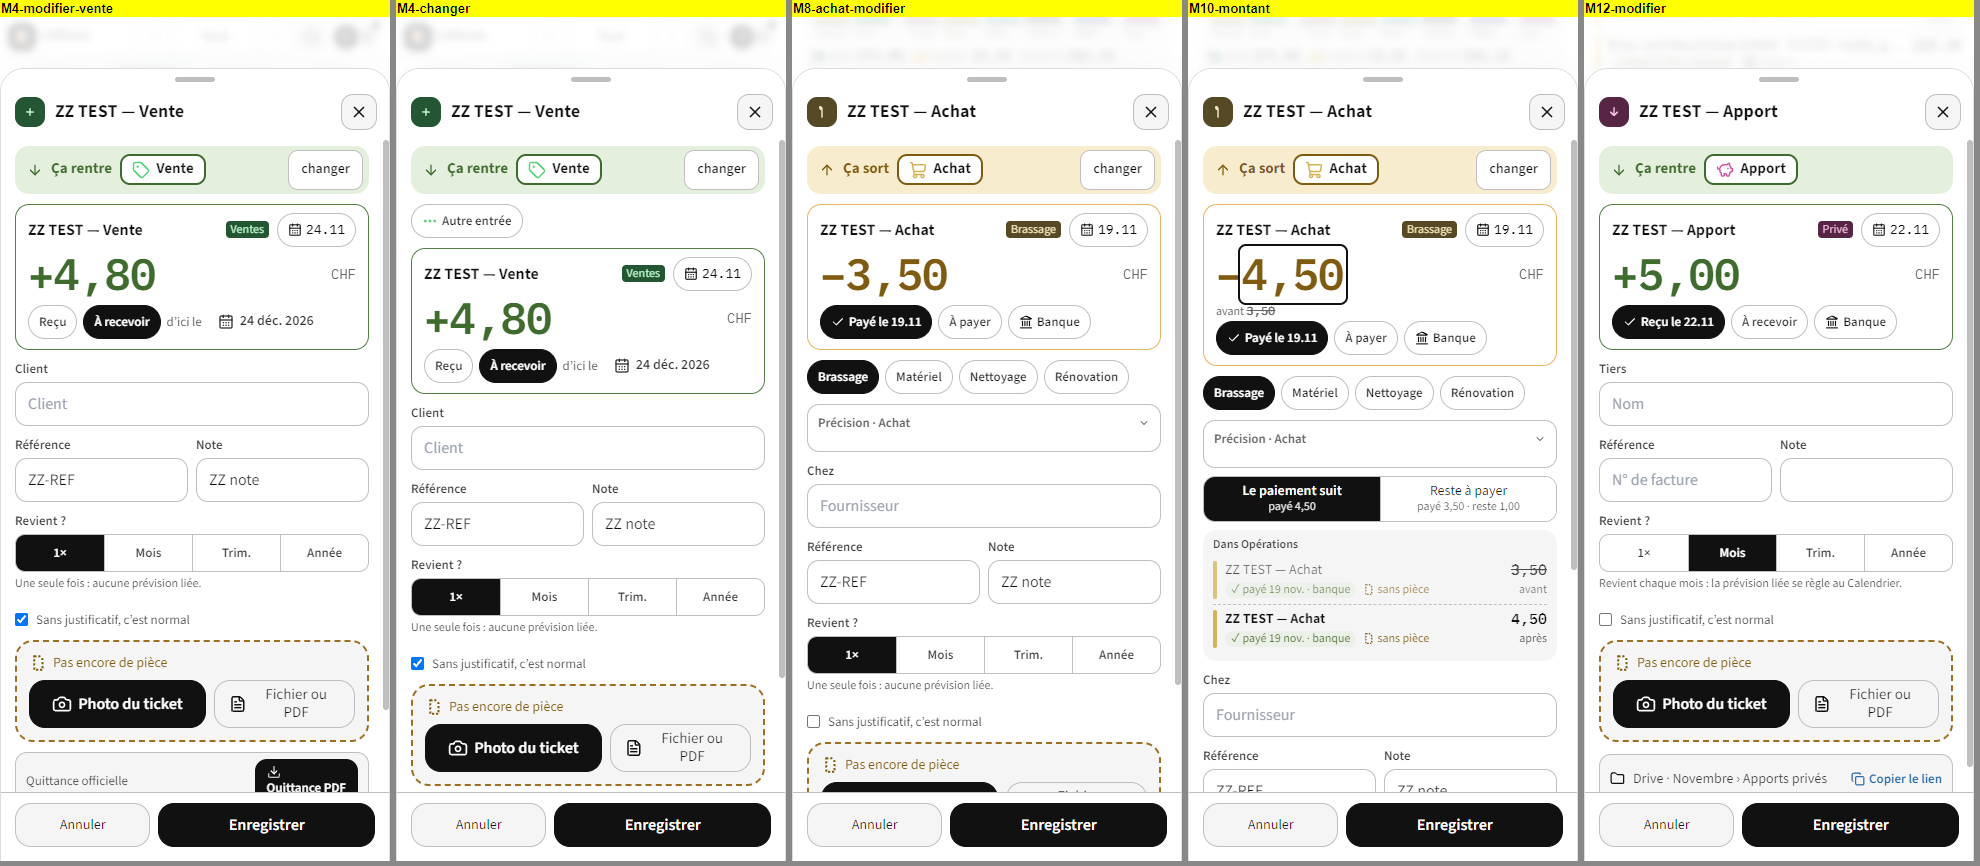 M4-modifier-vente
ZZ TEST — Vente
Ça rentre Vente changer
ZZ TEST — Vente Ventes 24.11
+4,80 CHF
Reçu À recevoir d'ici le 24 déc. 2026
Client
Client
Référence Note
ZZ-REF ZZ note
Revient ?
1× Mois Trim. Année
Une seule fois : aucune prévision liée.
Sans justificatif, c'est normal
Pas encore de pièce
Photo du ticket Fichier ou
PDF
Quittance officielle Quittance PDF
Annuler Enregistrer
M4-changer
ZZ TEST — Vente
Ça rentre Vente changer
Autre entrée
ZZ TEST — Vente Ventes 24.11
+4,80 CHF
Reçu À recevoir d'ici le 24 déc. 2026
Client
Client
Référence Note
ZZ-REF ZZ note
Revient ?
1× Mois Trim. Année
Une seule fois : aucune prévision liée.
Sans justificatif, c'est normal
Pas encore de pièce
Photo du ticket Fichier ou
PDF
Annuler Enregistrer
M8-achat-modifier
ZZ TEST — Achat
Ça sort Achat changer
ZZ TEST — Achat Brassage 19.11
−3,50 CHF
Payé le 19.11 À payer Banque
Brassage Matériel Nettoyage Rénovation
Précision · Achat
Chez
Fournisseur
Référence Note
ZZ-REF ZZ note
Revient ?
1× Mois Trim. Année
Une seule fois : aucune prévision liée.
Sans justificatif, c'est normal
Pas encore de pièce
Annuler Enregistrer
M10-montant
ZZ TEST — Achat
Ça sort Achat changer
ZZ TEST — Achat Brassage 19.11
−4,50 CHF
avant 3,50
Payé le 19.11 À payer Banque
Brassage Matériel Nettoyage Rénovation
Précision · Achat
Le paiement suit Reste à payer
payé 4,50 payé 3,50 · reste 1,00
Dans Opérations
ZZ TEST — Achat 3,50
✓ payé 19 nov. · banque sans pièce avant
ZZ TEST — Achat 4,50
✓ payé 19 nov. · banque sans pièce après
Chez
Fournisseur
Référence Note
ZZ-REF ZZ note
Annuler Enregistrer
M12-modifier
ZZ TEST — Apport
Ça rentre Apport
ZZ TEST — Apport Privé 22.11
+5,00 CHF
Reçu le 22.11 À recevoir Banque
Tiers
Nom
Référence Note
N° de facture
Revient ?
1× Mois Trim. Année
Revient chaque mois : la prévision liée se règle au Calendrier.
Sans justificatif, c'est normal
Pas encore de pièce
Photo du ticket Fichier ou
PDF
Drive · Novembre › Apports privés Copier le lien
Annuler Enregistrer